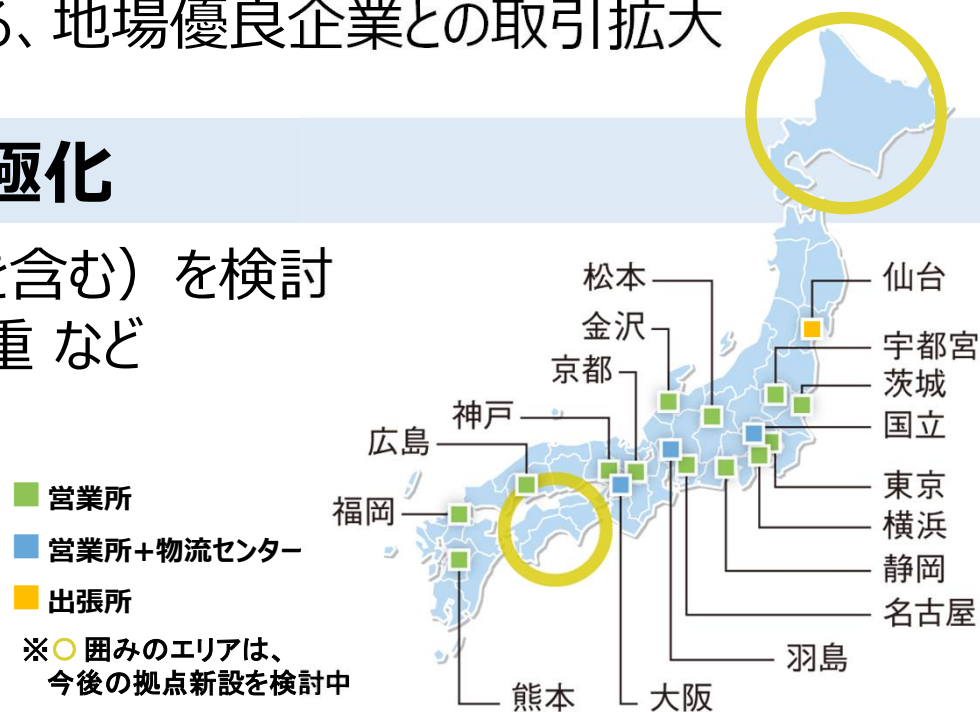 る、地場優良企業との取引拡大
極化
を含む）を検討
重 など
松本
仙台
金沢
宇都宮
京都
茨城
神戸
国立
広島
東京
営業所
福岡
横浜
営業所+物流センター
静岡
出張所
名古屋
※○ 囲みのエリアは、
今後の拠点新設を検討中
羽島
熊本
大阪